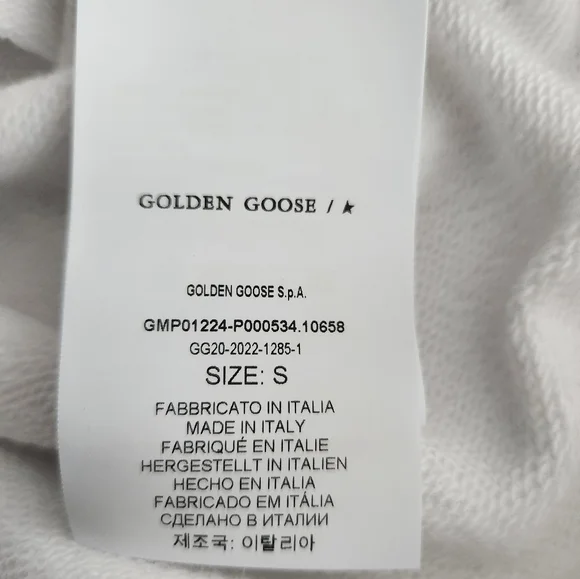 GOLDEN GOOSE / ★
GOLDEN GOOSE S.p.A.
GMP01224-P000534.10658
GG20-2022-1285-1
SIZE: S
FABBRICATO IN ITALIA
MADE IN ITALY
FABRIQUÉ EN ITALIE
HERGESTELLT IN ITALIEN
HECHO EN ITALIA
FABRICADO EM ITÁLIA
СДЕЛАНО В ИТАЛИИ
제조국: 이탈리아